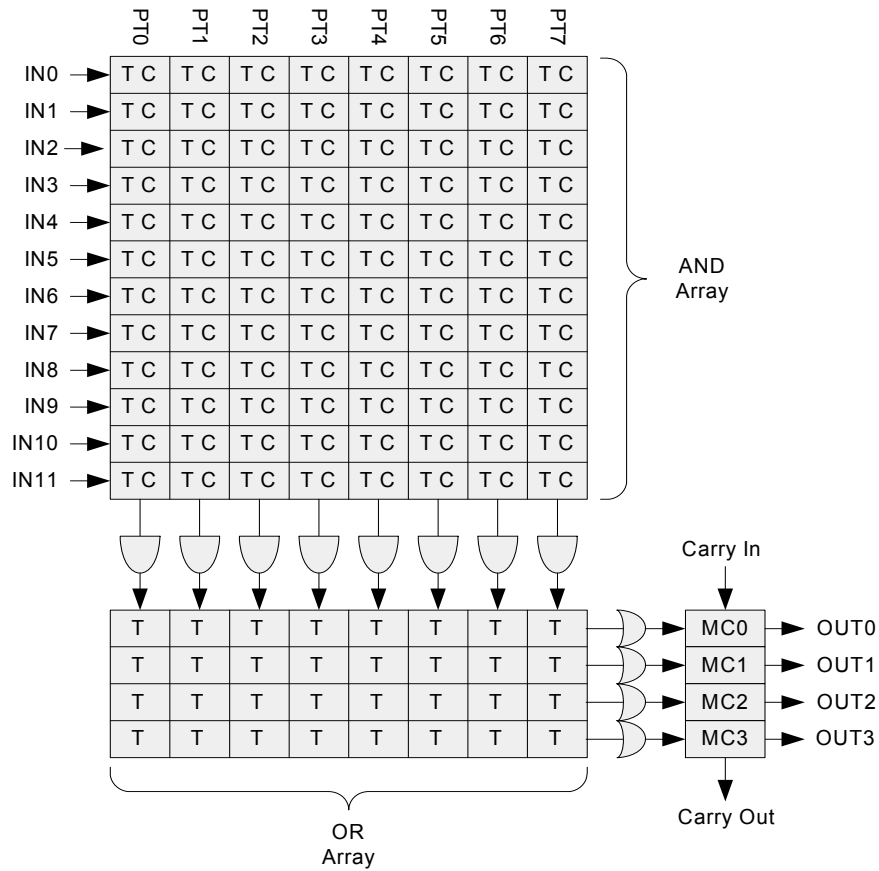 PT0 PT1 PT2 PT3 PT4 PT5 PT6 PT7
IN0 T C T C T C T C T C T C T C T C
IN1 T C T C T C T C T C T C T C T C
IN2 T C T C T C T C T C T C T C T C
IN3 T C T C T C T C T C T C T C T C
IN4 T C T C T C T C T C T C T C T C
IN5 T C T C T C T C T C T C T C T C
IN6 T C T C T C T C T C T C T C T C
IN7 T C T C T C T C T C T C T C T C
IN8 T C T C T C T C T C T C T C T C
IN9 T C T C T C T C T C T C T C T C
IN10 T C T C T C T C T C T C T C T C
IN11 T C T C T C T C T C T C T C T C
AND
Array
Carry In
T T T T T T T T MC0 OUT0
T T T T T T T T MC1 OUT1
T T T T T T T T MC2 OUT2
T T T T T T T T MC3 OUT3
Carry Out
OR
Array